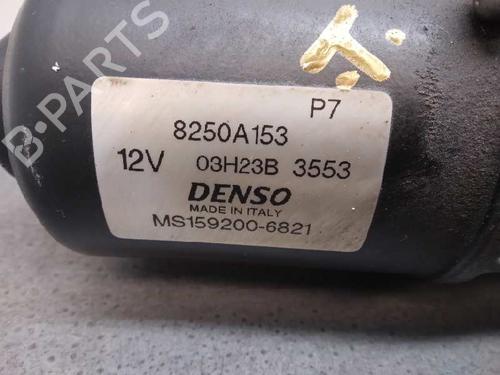 B-PARTS
P7
8250A153
12V 03H23B 3553
DENSO
MADE IN ITALY
MS159200-6821